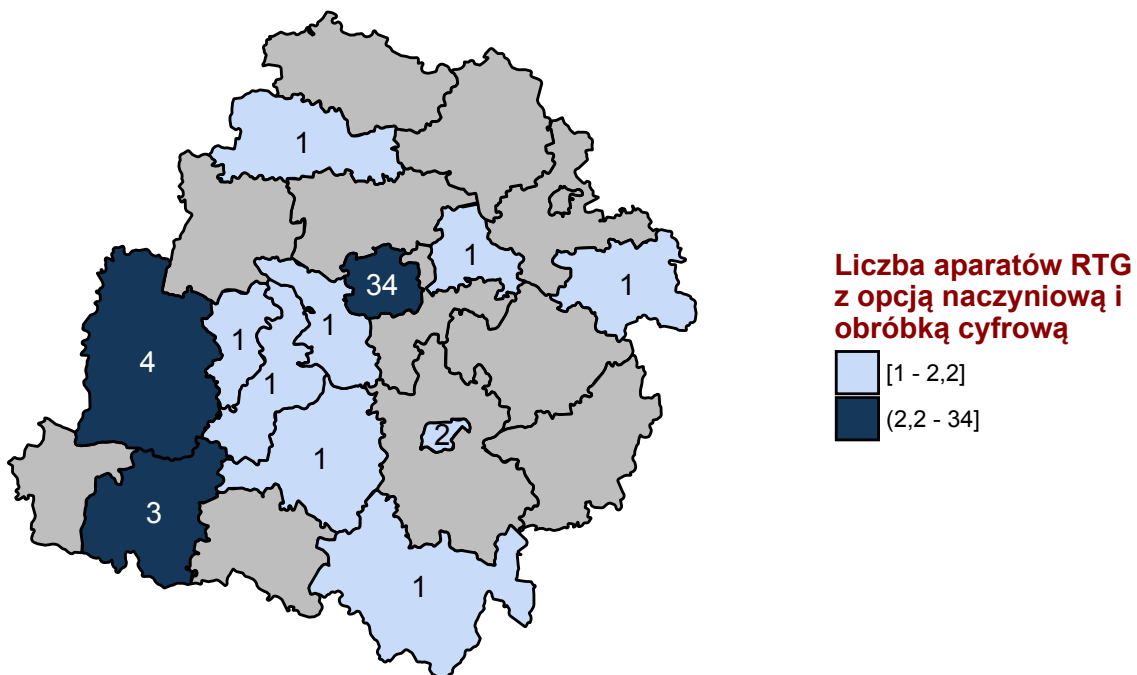 1
1
34
1
1
1
4
1
2
1
3
1
Liczba aparatów RTG
z opcją naczyniową i
obróbką cyfrową
[1 - 2,2]
(2,2 - 34]